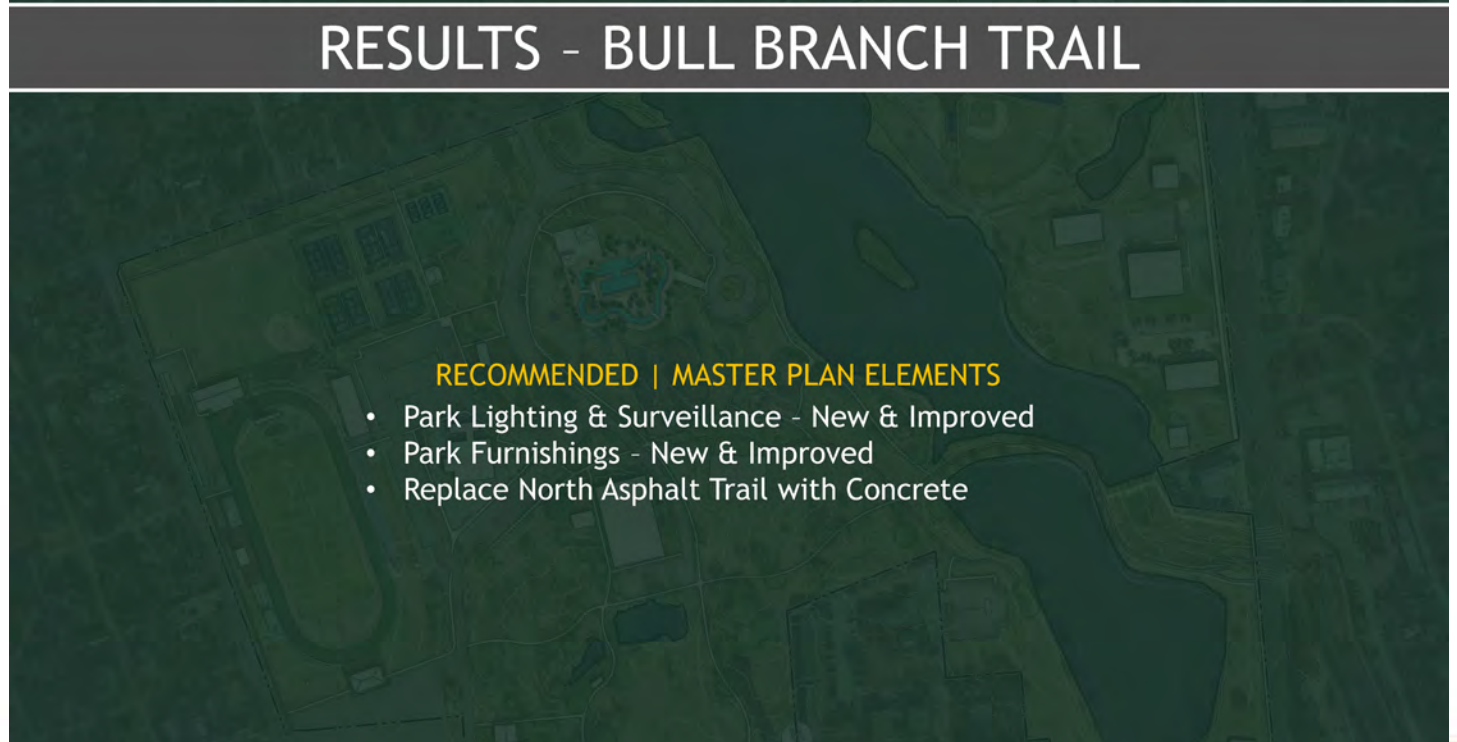 RESULTS – BULL BRANCH TRAIL
RECOMMENDED | MASTER PLAN ELEMENTS
• Park Lighting & Surveillance – New & Improved
• Park Furnishings – New & Improved
• Replace North Asphalt Trail with Concrete